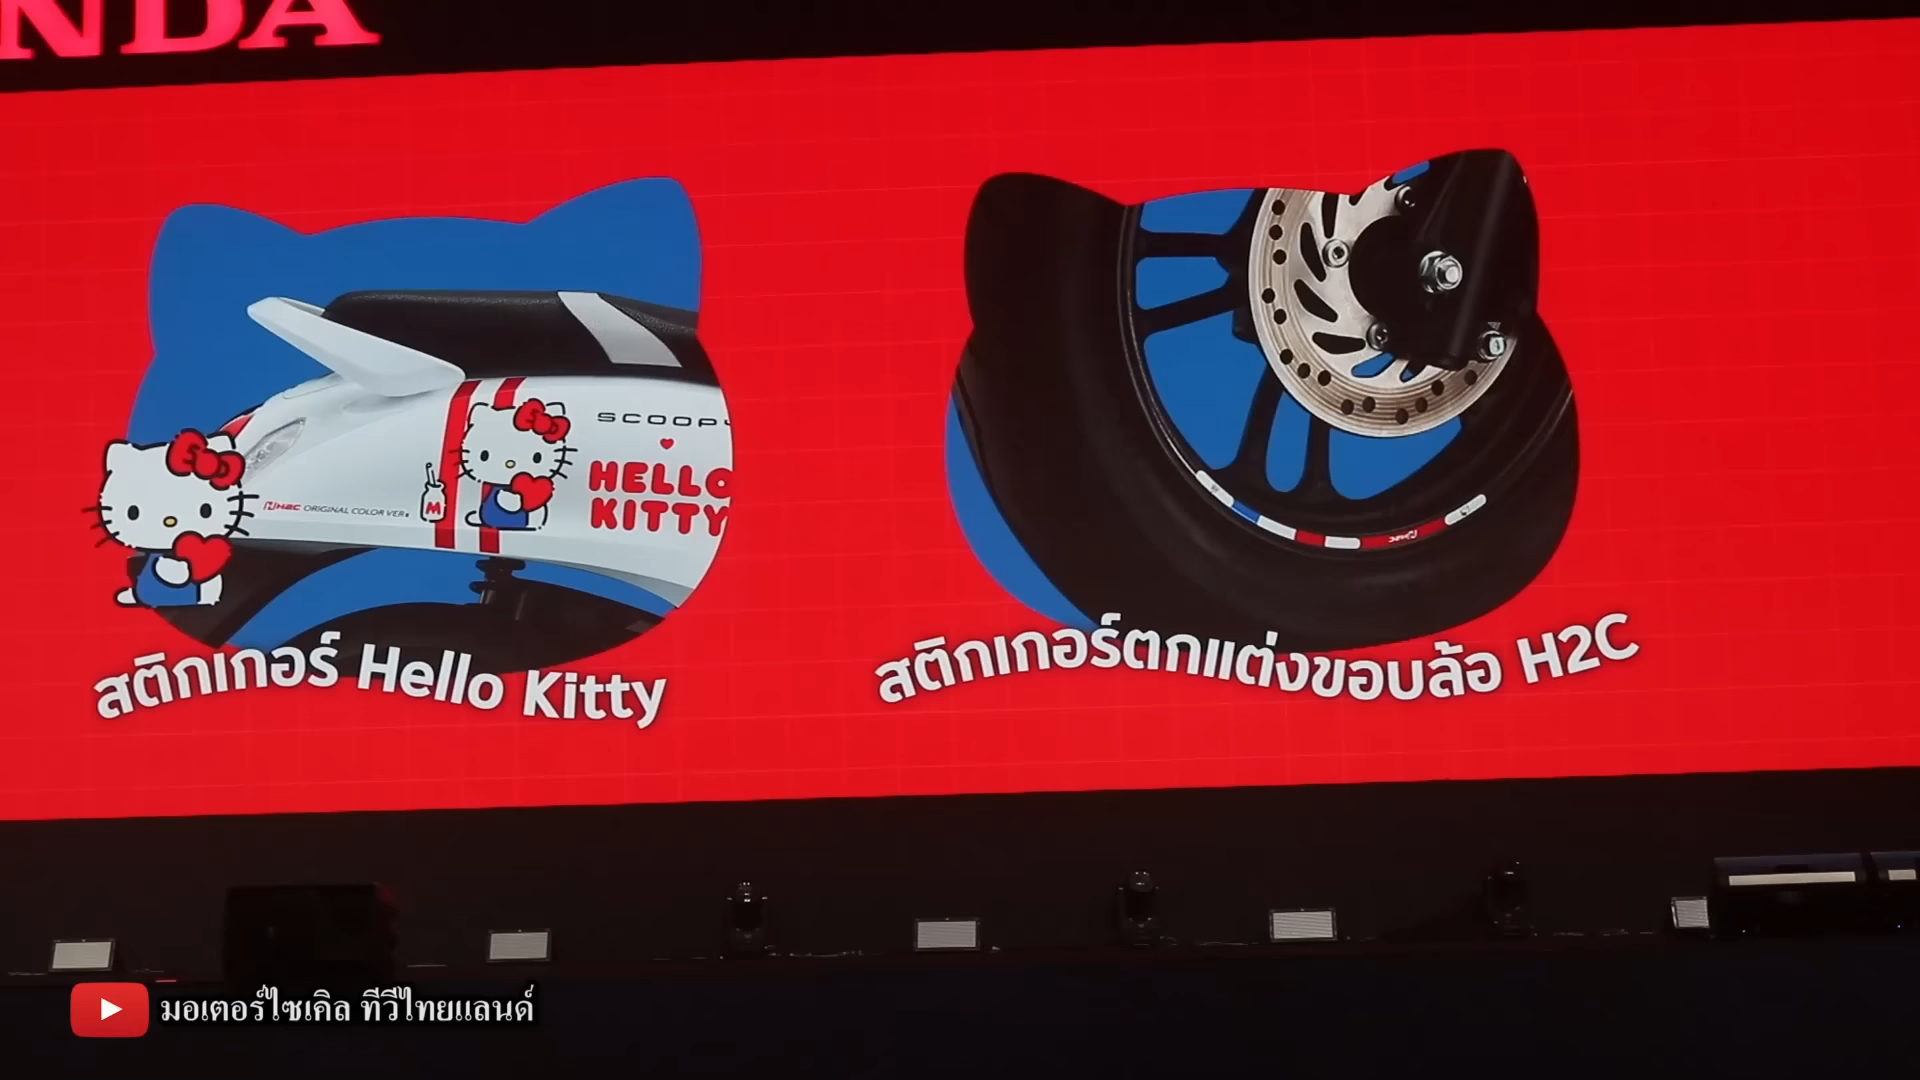 NDA
SCOOPY
HELLO
KITTY
M
H2C ORIGINAL COLOR VER.
H2C
สติกเกอร์ Hello Kitty
สติกเกอร์ตกแต่งขอบล้อ H2C
มอเตอร์ไซเคิล ทีวีไทยแลนด์